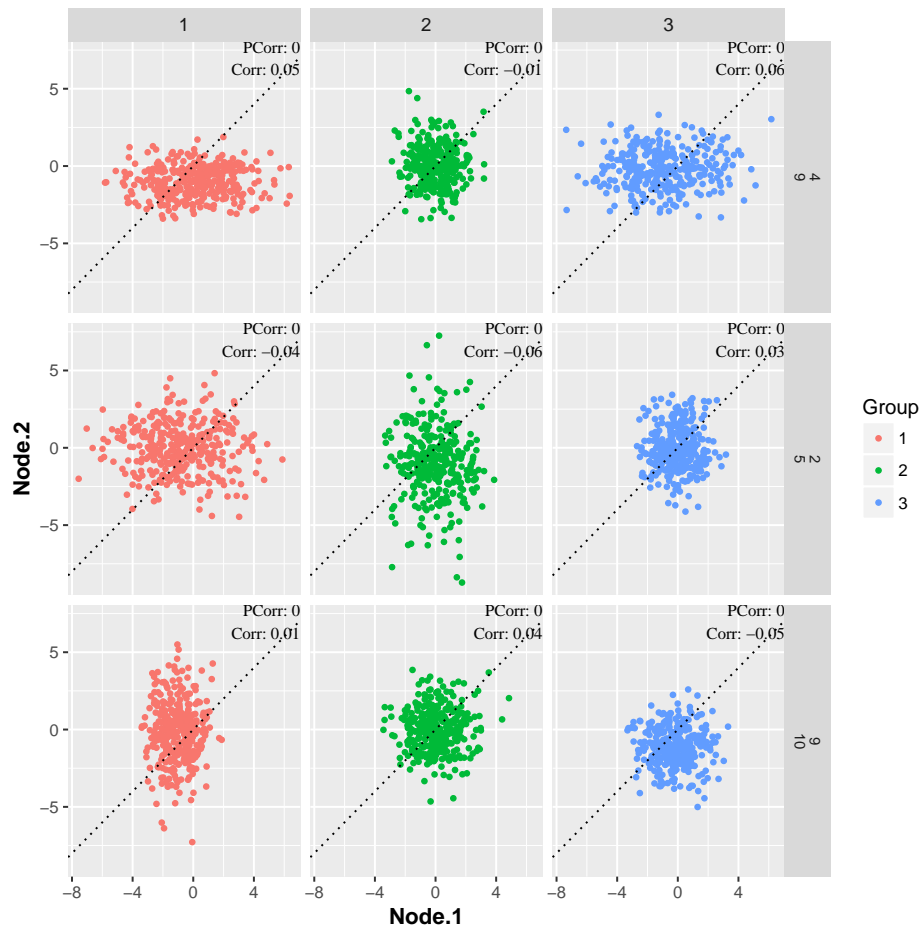 1 2 3
PCorr: 0 PCorr: 0 PCorr: 0
Corr: 0.05 Corr: −0.01 Corr: 0.06
5
0
−5
4
9
PCorr: 0 PCorr: 0 PCorr: 0
Corr: −0.04 Corr: −0.06 Corr: 0.03
5
0
−5
2
5
PCorr: 0 PCorr: 0 PCorr: 0
Corr: 0.01 Corr: 0.04 Corr: −0.05
5
0
−5
9
10
−8 −4 0 4 −8 −4 0 4 −8 −4 0 4
Node.1
Node.2
Group
1
2
3